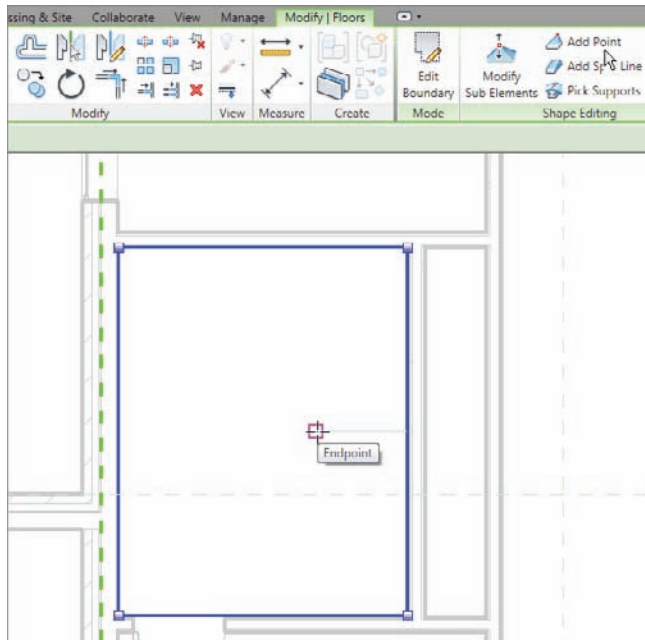 ssing & Site Collaborate View Manage Modify | Floors
Add Point
Add Line
Pick Supports
Edit Boundary
Modify Sub Elements
Modify View Measure Create Mode Shape Editing
Endpoint